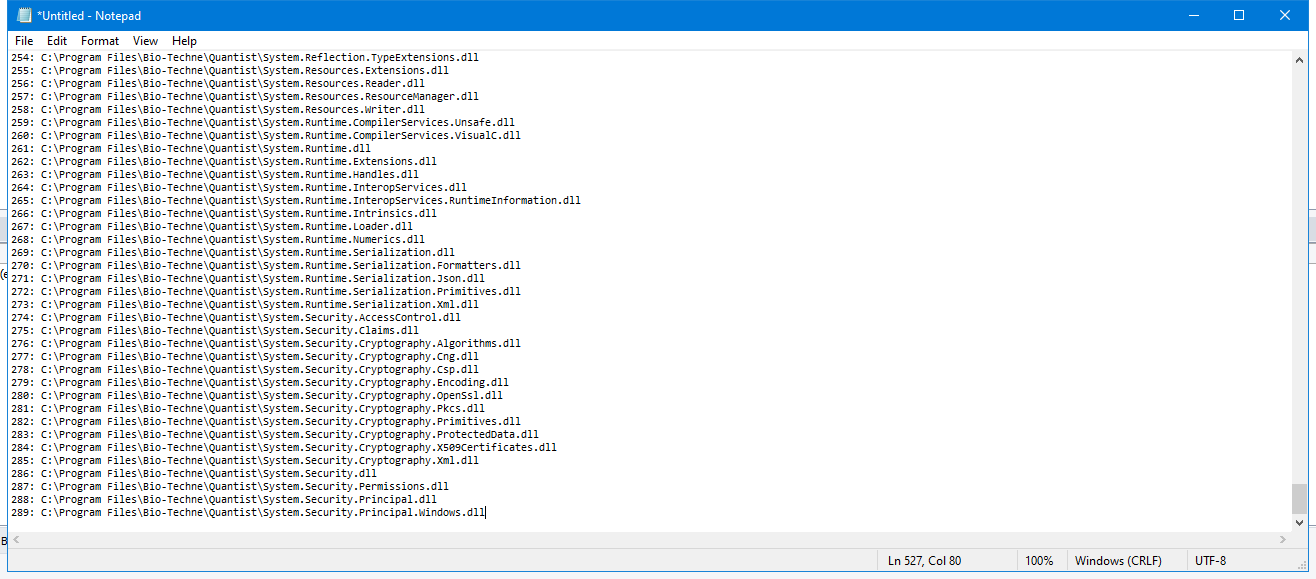 *Untitled - Notepad
File Edit Format View Help
254: C:\Program Files\Bio-Techne\Quantist\System.Reflection.TypeExtensions.dll
255: C:\Program Files\Bio-Techne\Quantist\System.Resources.Extensions.dll
256: C:\Program Files\Bio-Techne\Quantist\System.Resources.Reader.dll
257: C:\Program Files\Bio-Techne\Quantist\System.Resources.ResourceManager.dll
258: C:\Program Files\Bio-Techne\Quantist\System.Resources.Writer.dll
259: C:\Program Files\Bio-Techne\Quantist\System.Runtime.CompilerServices.Unsafe.dll
260: C:\Program Files\Bio-Techne\Quantist\System.Runtime.CompilerServices.VisualC.dll
261: C:\Program Files\Bio-Techne\Quantist\System.Runtime.dll
262: C:\Program Files\Bio-Techne\Quantist\System.Runtime.Extensions.dll
263: C:\Program Files\Bio-Techne\Quantist\System.Runtime.Handles.dll
264: C:\Program Files\Bio-Techne\Quantist\System.Runtime.InteropServices.dll
265: C:\Program Files\Bio-Techne\Quantist\System.Runtime.InteropServices.RuntimeInformation.dll
266: C:\Program Files\Bio-Techne\Quantist\System.Runtime.Intrinsics.dll
267: C:\Program Files\Bio-Techne\Quantist\System.Runtime.Loader.dll
268: C:\Program Files\Bio-Techne\Quantist\System.Runtime.Numerics.dll
269: C:\Program Files\Bio-Techne\Quantist\System.Runtime.Serialization.dll
270: C:\Program Files\Bio-Techne\Quantist\System.Runtime.Serialization.Formatters.dll
271: C:\Program Files\Bio-Techne\Quantist\System.Runtime.Serialization.Json.dll
272: C:\Program Files\Bio-Techne\Quantist\System.Runtime.Serialization.Primitives.dll
273: C:\Program Files\Bio-Techne\Quantist\System.Runtime.Serialization.Xml.dll
274: C:\Program Files\Bio-Techne\Quantist\System.Security.AccessControl.dll
275: C:\Program Files\Bio-Techne\Quantist\System.Security.Claims.dll
276: C:\Program Files\Bio-Techne\Quantist\System.Security.Cryptography.Algorithms.dll
277: C:\Program Files\Bio-Techne\Quantist\System.Security.Cryptography.Cng.dll
278: C:\Program Files\Bio-Techne\Quantist\System.Security.Cryptography.Csp.dll
279: C:\Program Files\Bio-Techne\Quantist\System.Security.Cryptography.Encoding.dll
280: C:\Program Files\Bio-Techne\Quantist\System.Security.Cryptography.OpenSsl.dll
281: C:\Program Files\Bio-Techne\Quantist\System.Security.Cryptography.Pkcs.dll
282: C:\Program Files\Bio-Techne\Quantist\System.Security.Cryptography.Primitives.dll
283: C:\Program Files\Bio-Techne\Quantist\System.Security.Cryptography.ProtectedData.dll
284: C:\Program Files\Bio-Techne\Quantist\System.Security.Cryptography.X509Certificates.dll
285: C:\Program Files\Bio-Techne\Quantist\System.Security.Cryptography.Xml.dll
286: C:\Program Files\Bio-Techne\Quantist\System.Security.dll
287: C:\Program Files\Bio-Techne\Quantist\System.Security.Permissions.dll
288: C:\Program Files\Bio-Techne\Quantist\System.Security.Principal.dll
289: C:\Program Files\Bio-Techne\Quantist\System.Security.Principal.Windows.dll
Ln 527, Col 80 100% Windows (CRLF) UTF-8